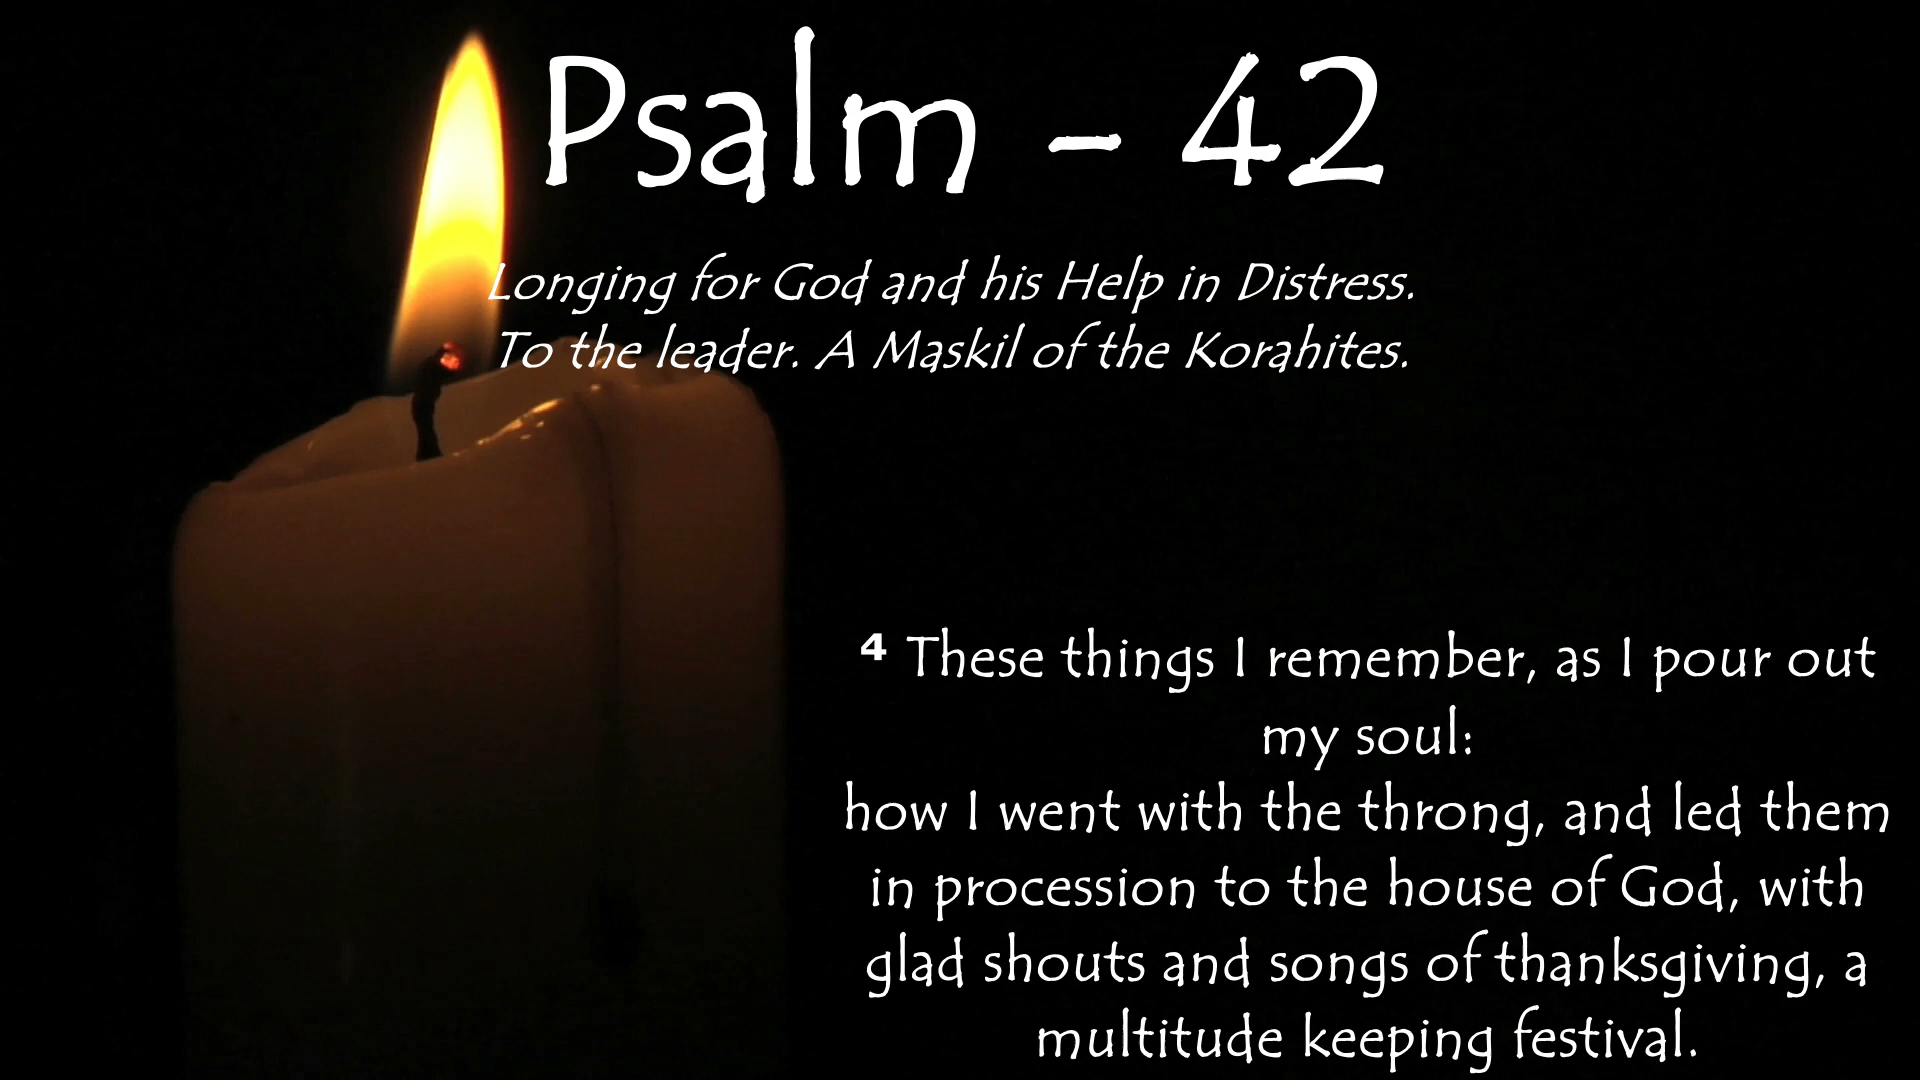 Psalm - 42
Longing for God and his Help in Distress.
To the leader. A Maskil of the Korahites.
⁴ These things I remember, as I pour out
my soul:
how I went with the throng, and led them
in procession to the house of God, with
glad shouts and songs of thanksgiving, a
multitude keeping festival.